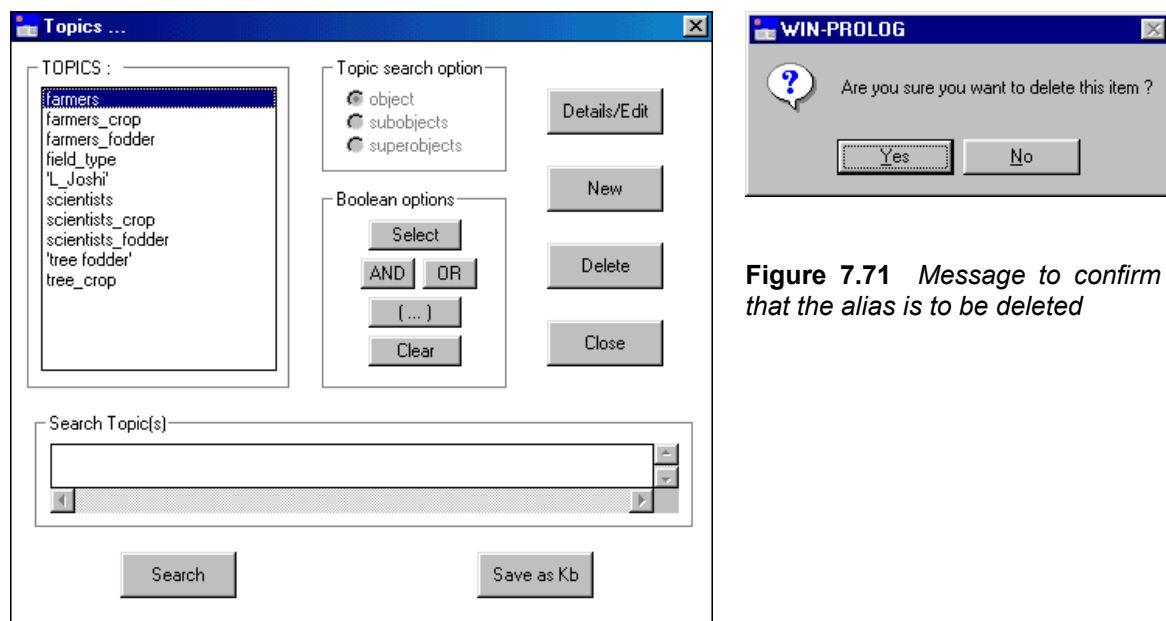 Topics ...
TOPICS :
farmers
farmers_crop
farmers_fodder
field_type
'L_Joshi'
scientists
scientists_crop
scientists_fodder
'tree fodder'
tree_crop
Topic search option
object
subobjects
superobjects
Boolean options
Select
AND OR
( ... )
Clear
Details/Edit
New
Delete
Close
Search Topic(s)
Search
Save as Kb
WIN-PROLOG
Are you sure you want to delete this item ?
Yes No
Figure 7.71 Message to confirm
that the alias is to be deleted